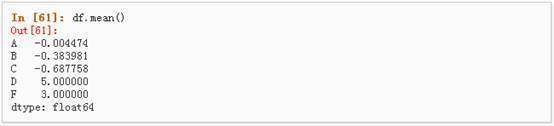 In [61]: df.mean()
Out[61]:
A   -0.004474
B   -0.383981
C   -0.687758
D    5.000000
F    3.000000
dtype: float64